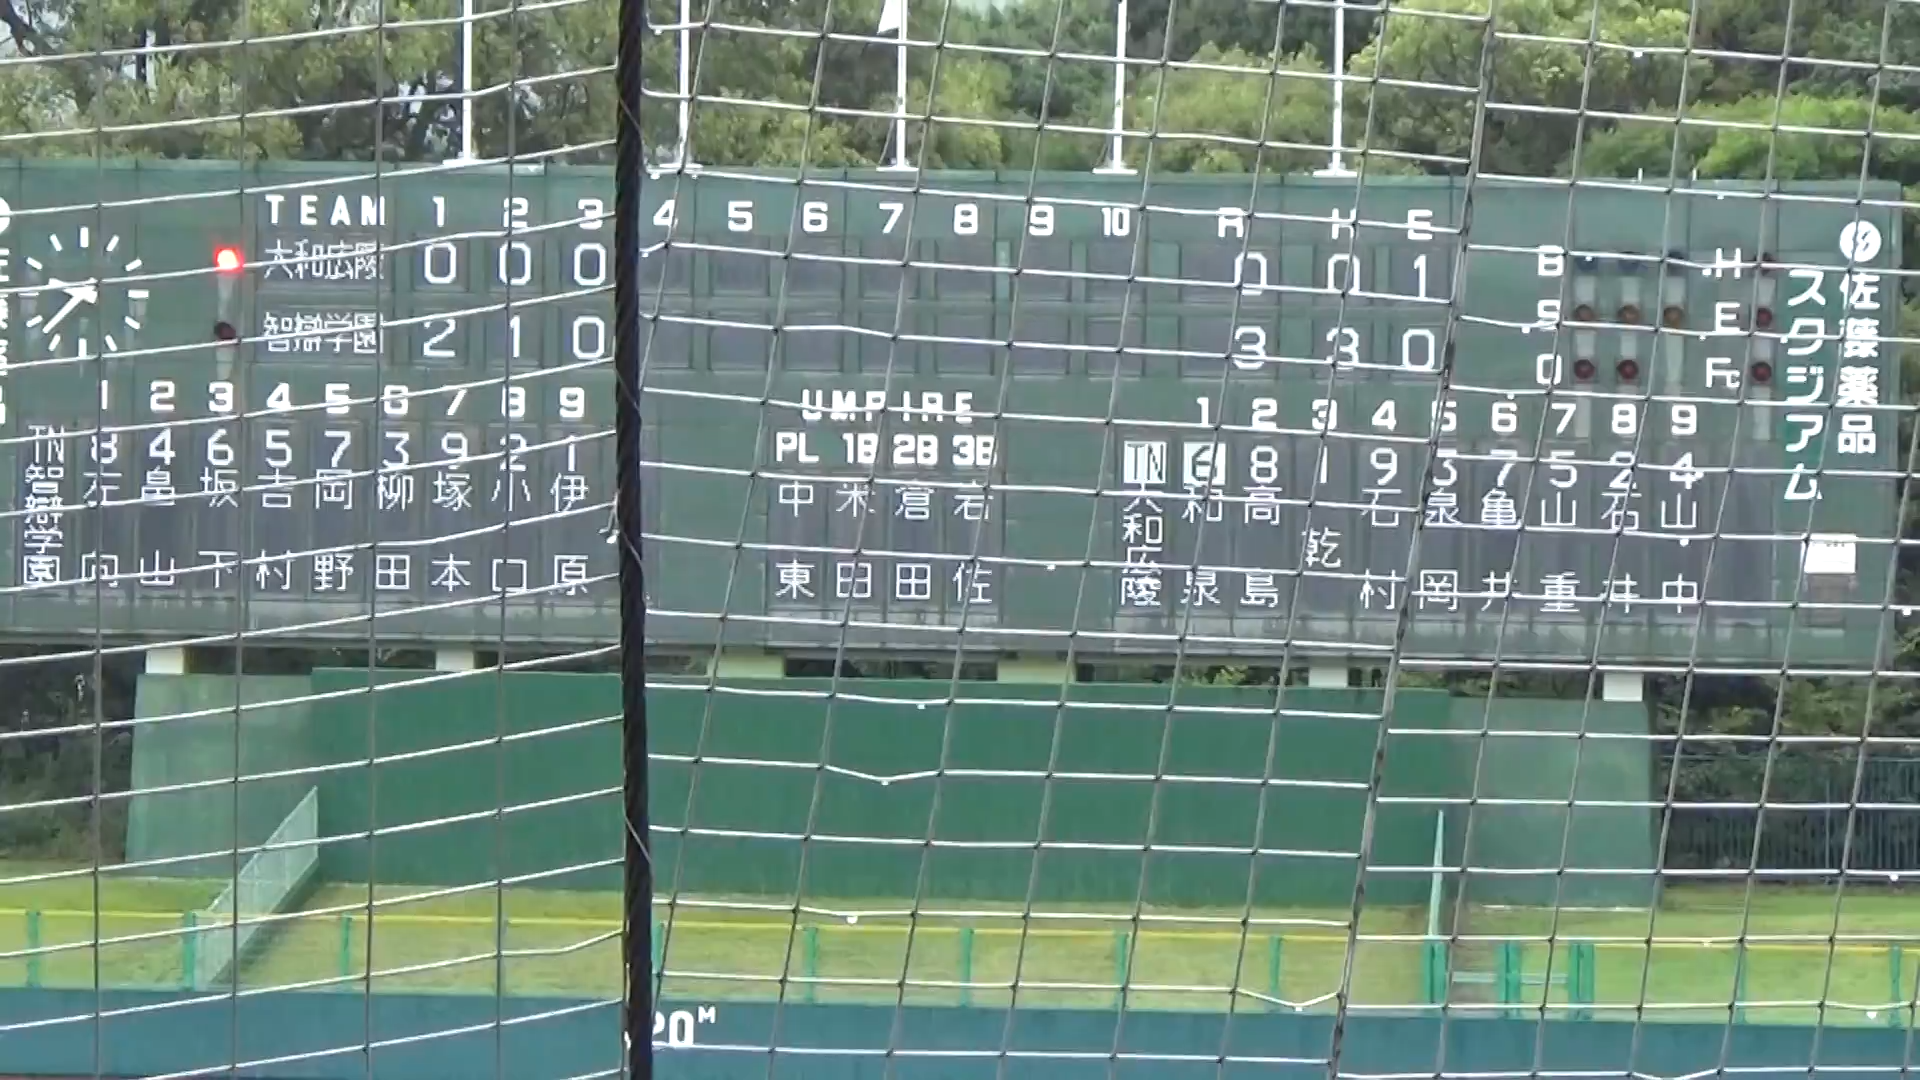 TEAM 1 2 3 4 5 6 7 8 9 10 R H E
大和広陵 0 0 0 0 0 1
智辯学園 2 1 0 3 3 0
B
S
O
H
E
Fc
佐藤薬品
スタジアム
1 2 3 4 5 6 7 8 9
TN 8 4 6 5 7 3 9 2 1
智辯学園
左向 畠山 坂下 吉村 岡野 柳田 塚本 小口 伊原
UMPIRE
PL 1B 2B 3B
中東 米田 倉田 岩佐
1 2 3 4 5 6 7 8 9
TN 6 8 1 9 3 7 5 2 4
大和広陵
和泉 高島 乾 石村 泉岡 亀井 山重 石井 山中
20M